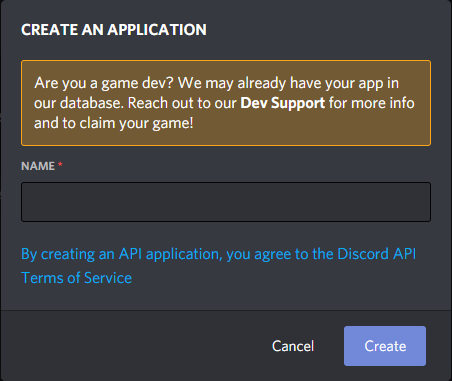 CREATE AN APPLICATION
Are you a game dev? We may already have your app in
our database. Reach out to our Dev Support for more info
and to claim your game!
NAME *
By creating an API application, you agree to the Discord API
Terms of Service
Cancel
Create